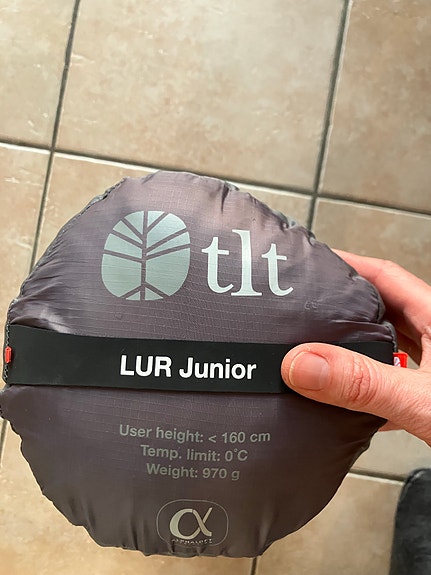 tlt
LUR Junior
User height: < 160 cm
Temp. limit: 0°C
Weight: 970 g